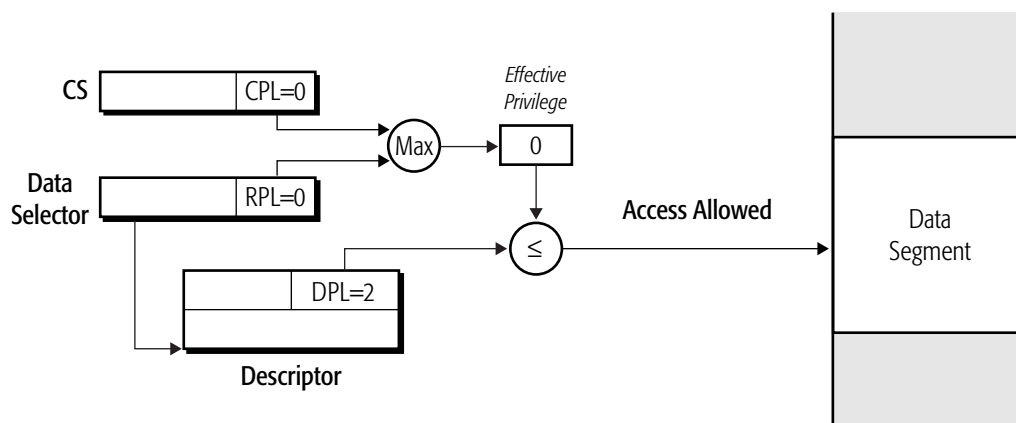 CS
CPL=0
Effective
Privilege
Max
0
Data
Selector
RPL=0
Access Allowed
≤
Data
Segment
DPL=2
Descriptor